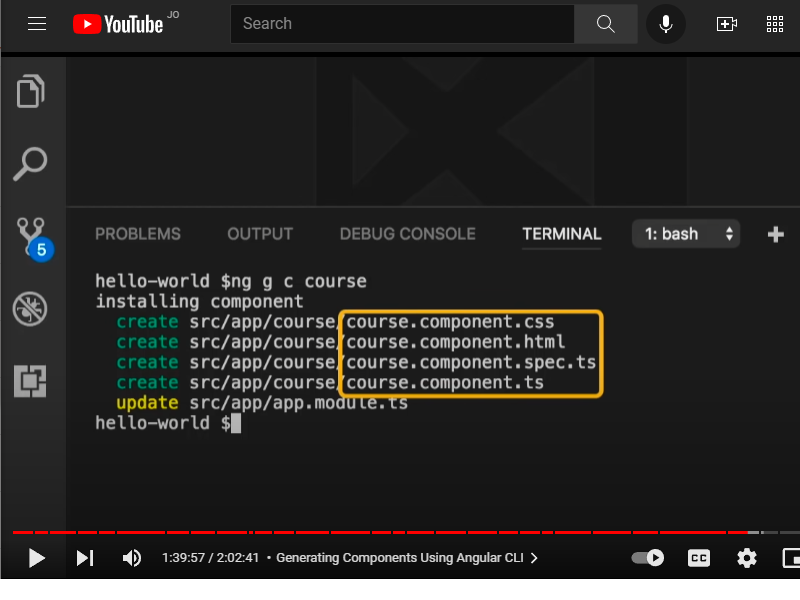 YouTube JO
Search
PROBLEMS OUTPUT DEBUG CONSOLE TERMINAL 1: bash
5
hello-world $ng g c course
installing component
create src/app/course/course.component.css
create src/app/course/course.component.html
create src/app/course/course.component.spec.ts
create src/app/course/course.component.ts
update src/app/app.module.ts
hello-world $
1:39:57 / 2:02:41 • Generating Components Using Angular CLI
CC